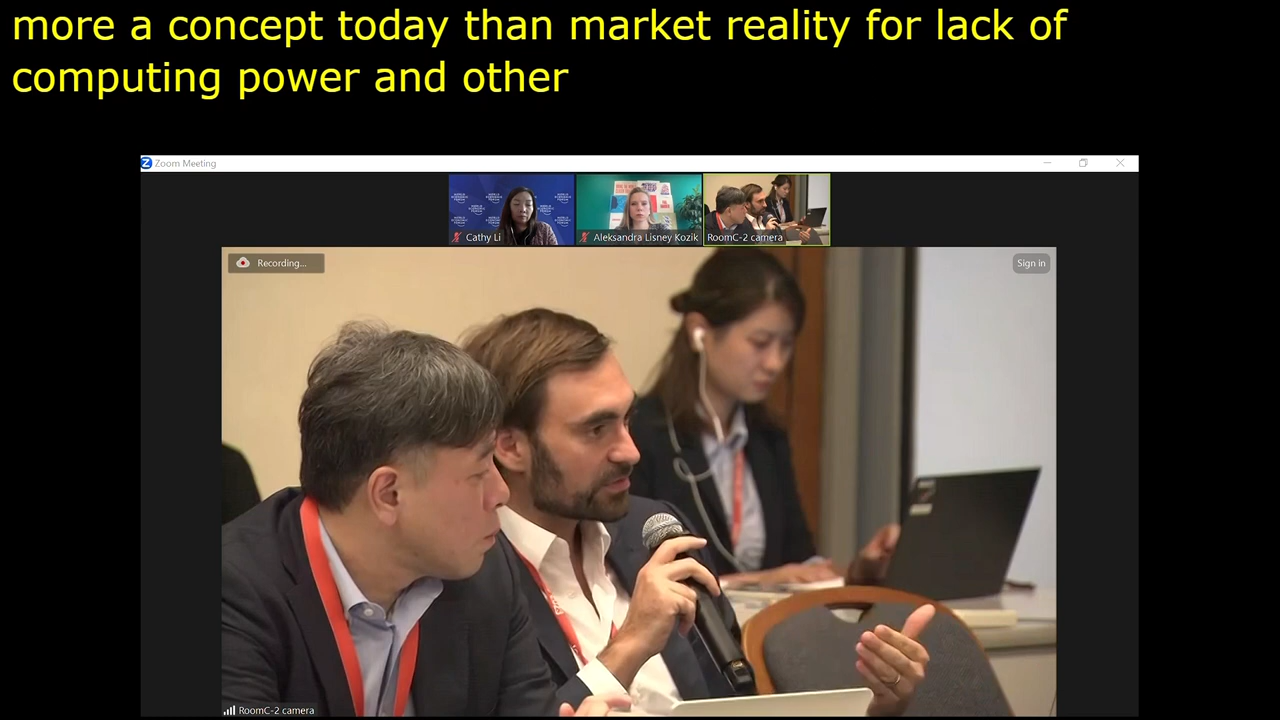 more a concept today than market reality for lack of
computing power and other
Zoom Meeting
Cathy Li
Aleksandra Lisney Kozik
RoomC-2 camera
Recording...
Sign in
RoomC-2 camera